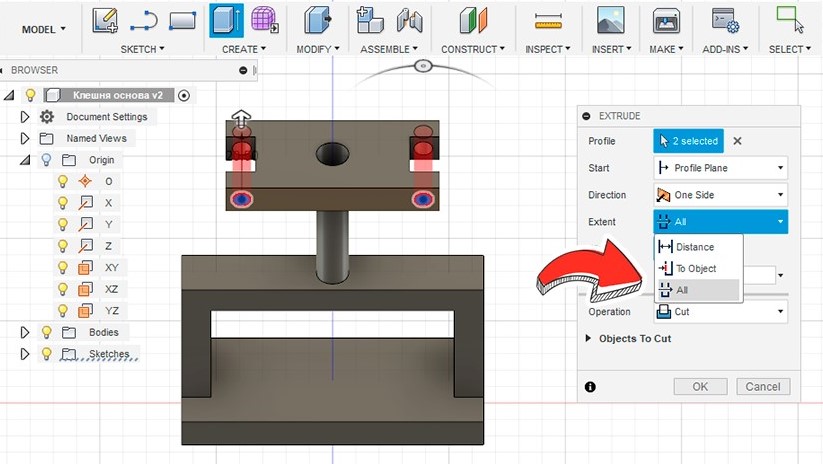 MODEL
SKETCH
CREATE
MODIFY
ASSEMBLE
CONSTRUCT
INSPECT
INSERT
MAKE
ADD-INS
SELECT
BROWSER
Клешня основа v2
Document Settings
Named Views
Origin
O
X
Y
Z
XY
XZ
YZ
Bodies
Sketches
EXTRUDE
Profile
2 selected
Start
Profile Plane
Direction
One Side
Extent
All
Distance
To Object
All
Operation
Cut
Objects To Cut
OK
Cancel